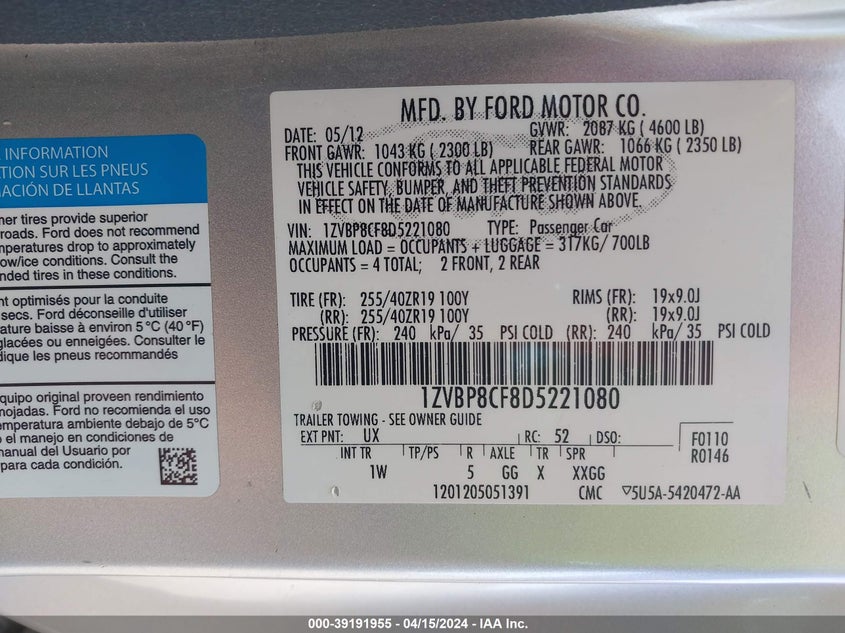 INFORMATION
TION SUR LES PNEUS
MACIÓN DE LLANTAS
ner tires provide superior
roads. Ford does not recommend
mperatures drop to approximately
ow/ice conditions. Consult the
nded tires in these conditions.
nt optimisés pour la conduite
secs. Ford déconseille d'utiliser
ature baisse à environ 5°C (40°F)
glacées ou enneigées. Consulter le
dique les pneus recommandés
equipo original proveen rendimiento
mojadas. Ford no recomienda el uso
temperatura ambiente debajo de 5°C
o el manejo en condiciones de
manual del Usuario por
para cada condición.
MFD. BY FORD MOTOR CO.
DATE: 05/12 GVWR: 2087 KG ( 4600 LB)
FRONT GAWR: 1043 KG ( 2300 LB) REAR GAWR: 1066 KG ( 2350 LB)
THIS VEHICLE CONFORMS TO ALL APPLICABLE FEDERAL MOTOR
VEHICLE SAFETY, BUMPER, AND THEFT PREVENTION STANDARDS
IN EFFECT ON THE DATE OF MANUFACTURE SHOWN ABOVE.
VIN: 1ZVBP8CF8D5221080 TYPE: Passenger Car
MAXIMUM LOAD = OCCUPANTS + LUGGAGE = 317KG/ 700LB
OCCUPANTS = 4 TOTAL; 2 FRONT, 2 REAR
TIRE (FR): 255/40ZR19 100Y RIMS (FR): 19x9.0J
(RR): 255/40ZR19 100Y (RR): 19x9.0J
PRESSURE (FR): 240 kPa/ 35 PSI COLD (RR): 240 kPa/ 35 PSI COLD
1ZVBP8CF8D5221080
TRAILER TOWING - SEE OWNER GUIDE
EXT PNT: UX RC: 52 DSO: F0110
R0146
INT TR TP/PS R AXLE TR SPR
1W 5 GG X XXGG
1201205051391 CMC ▽5U5A-5420472-AA
000-39191955 - 04/15/2024 - IAA Inc.